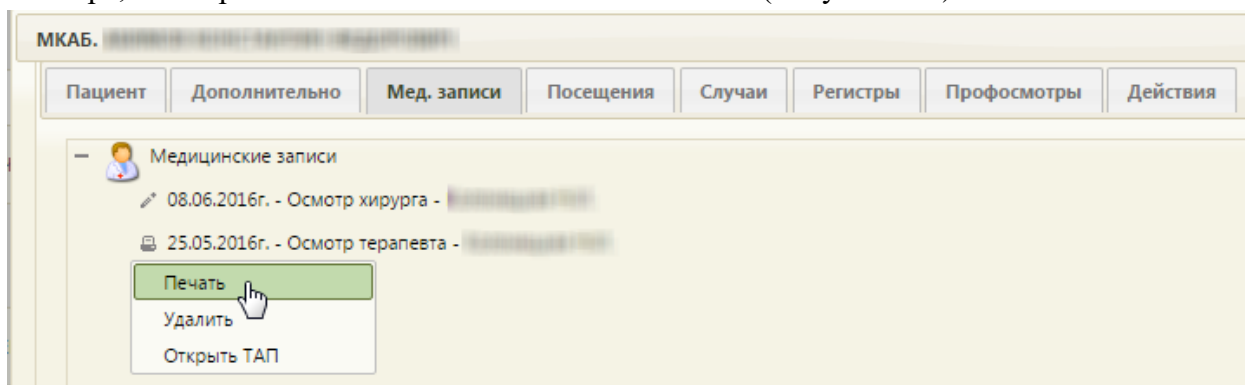 МКАБ.
Пациент Дополнительно Мед. записи Посещения Случаи Регистры Профосмотры Действия
Медицинские записи
08.06.2016г. - Осмотр хирурга -
25.05.2016г. - Осмотр терапевта -
Печать
Удалить
Открыть ТАП